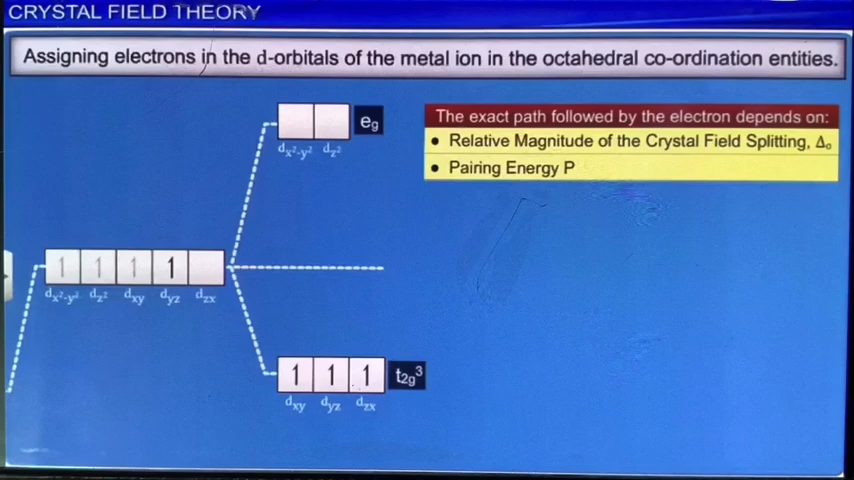 CRYSTAL FIELD THEORY
Assigning electrons in the d-orbitals of the metal ion in the octahedral co-ordination entities.
eg
dx²-y² dz²
The exact path followed by the electron depends on:
• Relative Magnitude of the Crystal Field Splitting, Δₒ
• Pairing Energy P
1 1 1 1
dx²-y² dz² dxy dyz dzx
1 1 1 t2g³
dxy dyz dzx